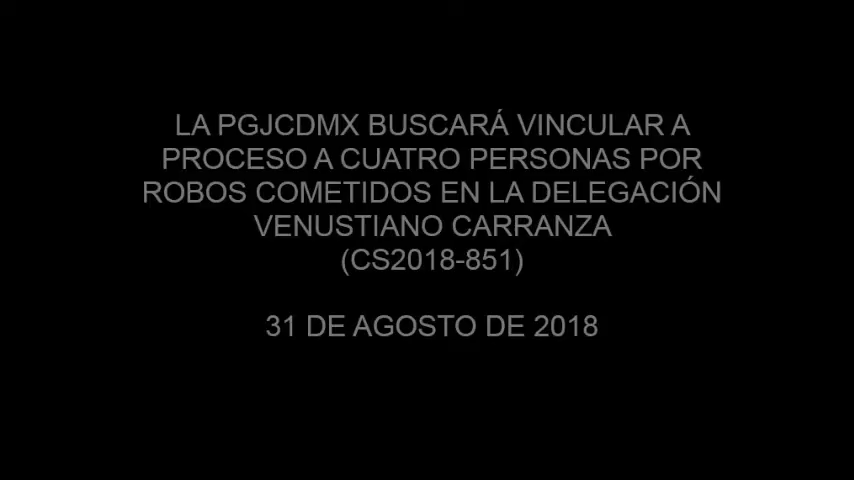 LA PGJCDMX BUSCARÁ VINCULAR A
PROCESO A CUATRO PERSONAS POR
ROBOS COMETIDOS EN LA DELEGACIÓN
VENUSTIANO CARRANZA
(CS2018-851)
31 DE AGOSTO DE 2018